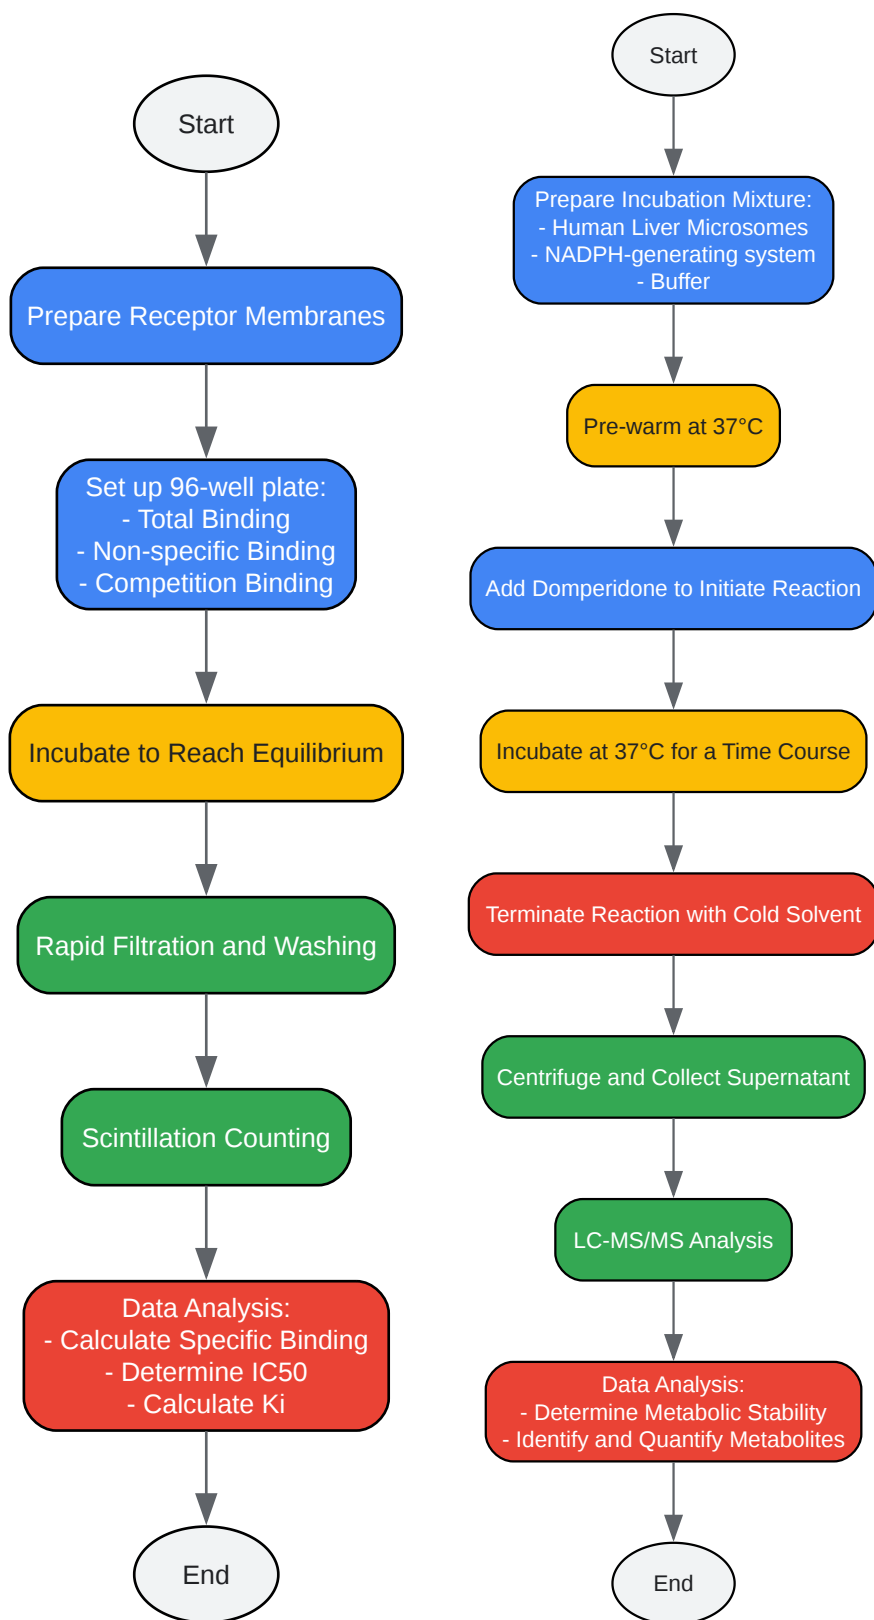 Start
Prepare Receptor Membranes
Set up 96-well plate:
- Total Binding
- Non-specific Binding
- Competition Binding
Incubate to Reach Equilibrium
Rapid Filtration and Washing
Scintillation Counting
Data Analysis:
- Calculate Specific Binding
- Determine IC50
- Calculate Ki
End
Start
Prepare Incubation Mixture:
- Human Liver Microsomes
- NADPH-generating system
- Buffer
Pre-warm at 37°C
Add Domperidone to Initiate Reaction
Incubate at 37°C for a Time Course
Terminate Reaction with Cold Solvent
Centrifuge and Collect Supernatant
LC-MS/MS Analysis
Data Analysis:
- Determine Metabolic Stability
- Identify and Quantify Metabolites
End